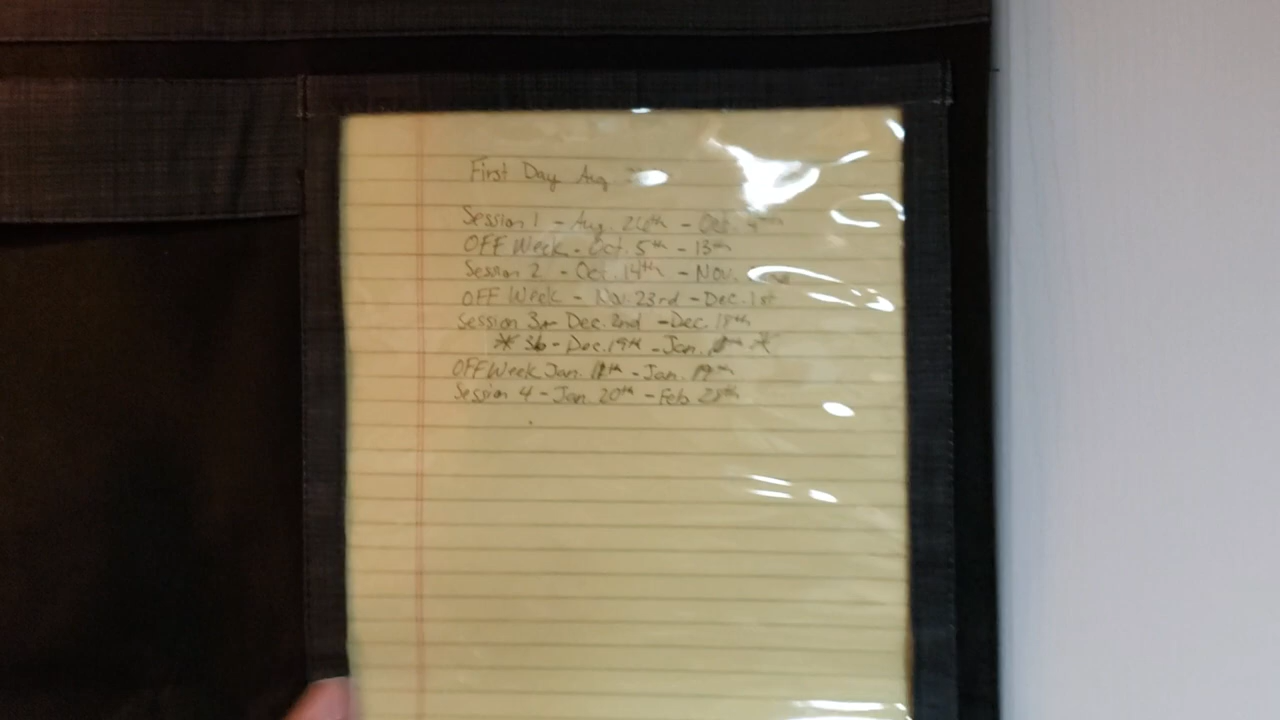 First Day Aug
Session 1 - Aug. 26th - Oct.
OFF Week - Oct. 5th - 13th
Session 2 - Oct. 14th - Nov.
OFF Week - Nov. 23rd - Dec. 1st
Session 3a - Dec. 2nd - Dec. 18th
* 3b - Dec. 19th - Jan. *
OFF Week Jan. - Jan. 19th
Session 4 - Jan. 20th - Feb. 28th